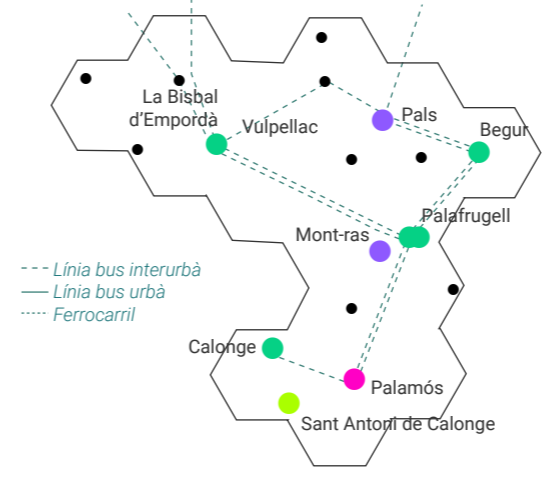 La Bisbal
d'Empordà
Vulpellac
Pals
Begur
Palafrugell
Mont-ras
Línia bus interurbà
Línia bus urbà
Ferrocarril
Calonge
Palamós
Sant Antoni de Calonge